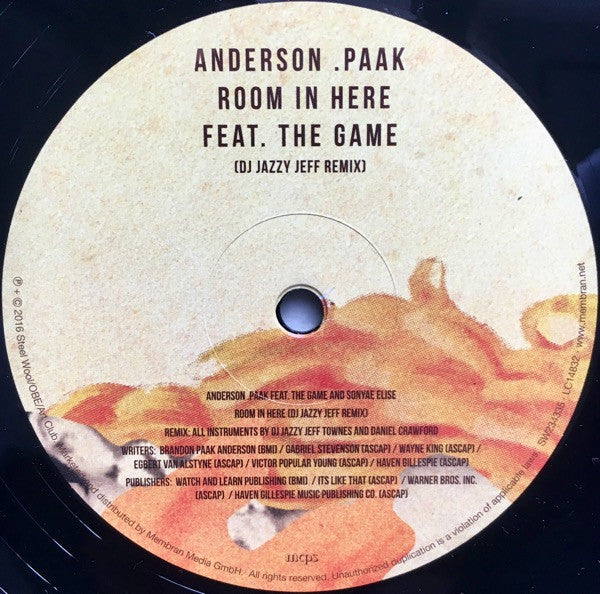 ANDERSON .PAAK
ROOM IN HERE
FEAT. THE GAME
(DJ JAZZY JEFF REMIX)
ANDERSON .PAAK FEAT. THE GAME AND SONYAE ELISE
ROOM IN HERE (DJ JAZZY JEFF REMIX)
REMIX: ALL INSTRUMENTS BY DJ JAZZY JEFF TOWNES AND DANIEL CRAWFORD
WRITERS: BRANDON PAAK ANDERSON (BMI) / GABRIEL STEVENSON (ASCAP) / WAYNE KING (ASCAP) /
EGBERT VAN ALSTYNE (ASCAP) / VICTOR POPULAR YOUNG (ASCAP) / HAVEN GILLESPIE (ASCAP)
PUBLISHERS: WATCH AND LEARN PUBLISHING (BMI) / ITS LIKE THAT (ASCAP) / WARNER BROS. INC.
(ASCAP) / HAVEN GILLESPIE MUSIC PUBLISHING CO. (ASCAP)
mcps
℗ + © 2016 Steel Wool/OBE/Art Club. Marketed and distributed by Membran Media GmbH. · All rights reserved. Unauthorized duplication is a violation of applicable laws · · LC14832 · www.membran.net